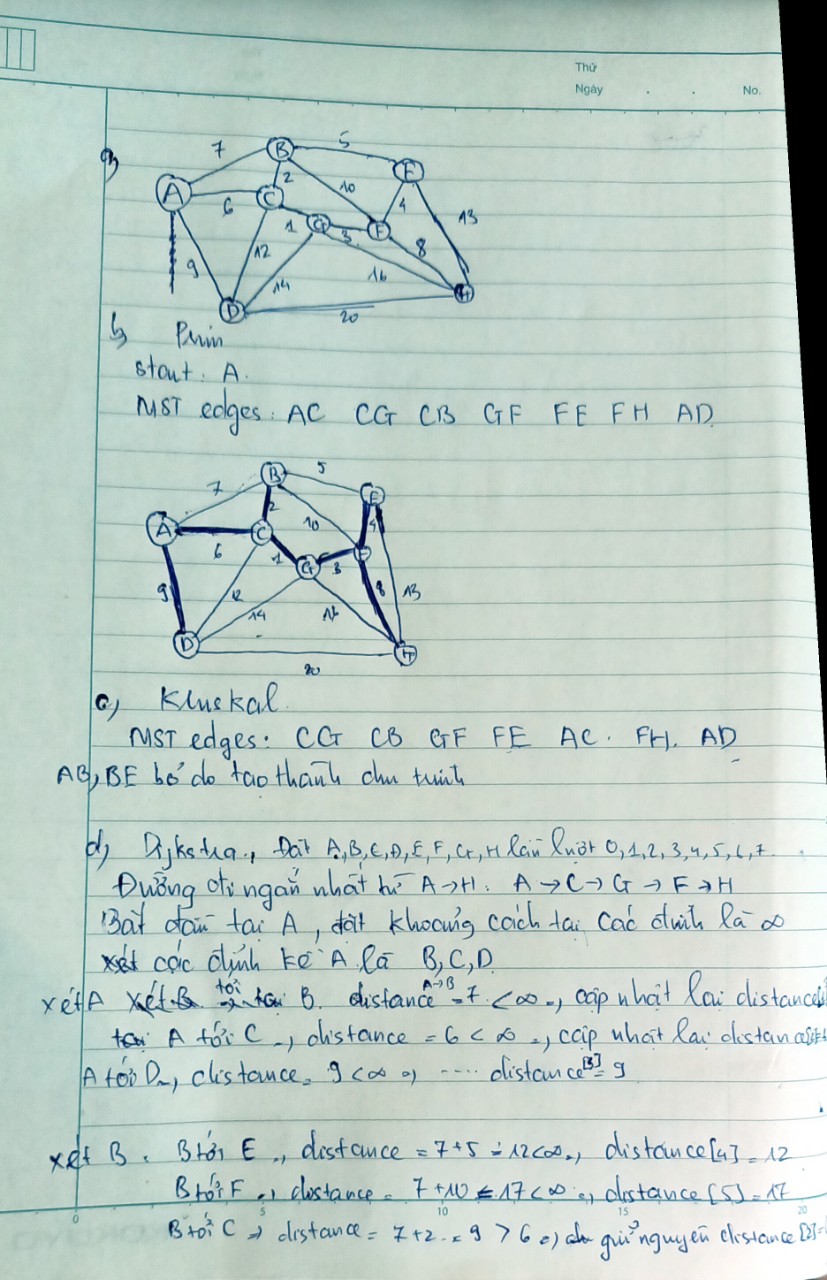 Thứ
Ngày . . No.
a)
7 B 5 E
A 6 C 2 10 4 13
1 G 3 F 8
9 12 14 16
D 20 H
b) Prim
start: A.
MST edges: AC CG CB GF FE FH AD
7 B 5 E
A 6 C 2 10 4
1 G 3 F 8 13
9 12 14 16
D 20 H
c) Kruskal
MST edges: CG CB GF FE AC. FH. AD
AB, BE bỏ do tạo thành chu trình
d) Dijkstra, Đặt A,B,C,D,E,F,G,H lần lượt 0,1,2,3,4,5,6,7
Đường đi ngắn nhất từ A→H: A→C→G→F→H
Bắt đầu tại A, đặt khoảng cách tại các đỉnh là ∞
xét các đỉnh kề A là B,C,D
xét A tới B. distance A→B = 7 < ∞ => cập nhật lại distance
A tới C => distance = 6 < ∞ => cập nhật lại distance
A tới D => distance = 9 < ∞ => .... distance[3] = 9
xét B. B tới E => distance = 7+5 = 12 < ∞ => distance[4] = 12
B tới F => distance = 7+10 = 17 < ∞ => distance[5] = 17
B tới C => distance = 7+2 = 9 > 6 => giữ nguyên distance[2]=
0 5 10 15 20